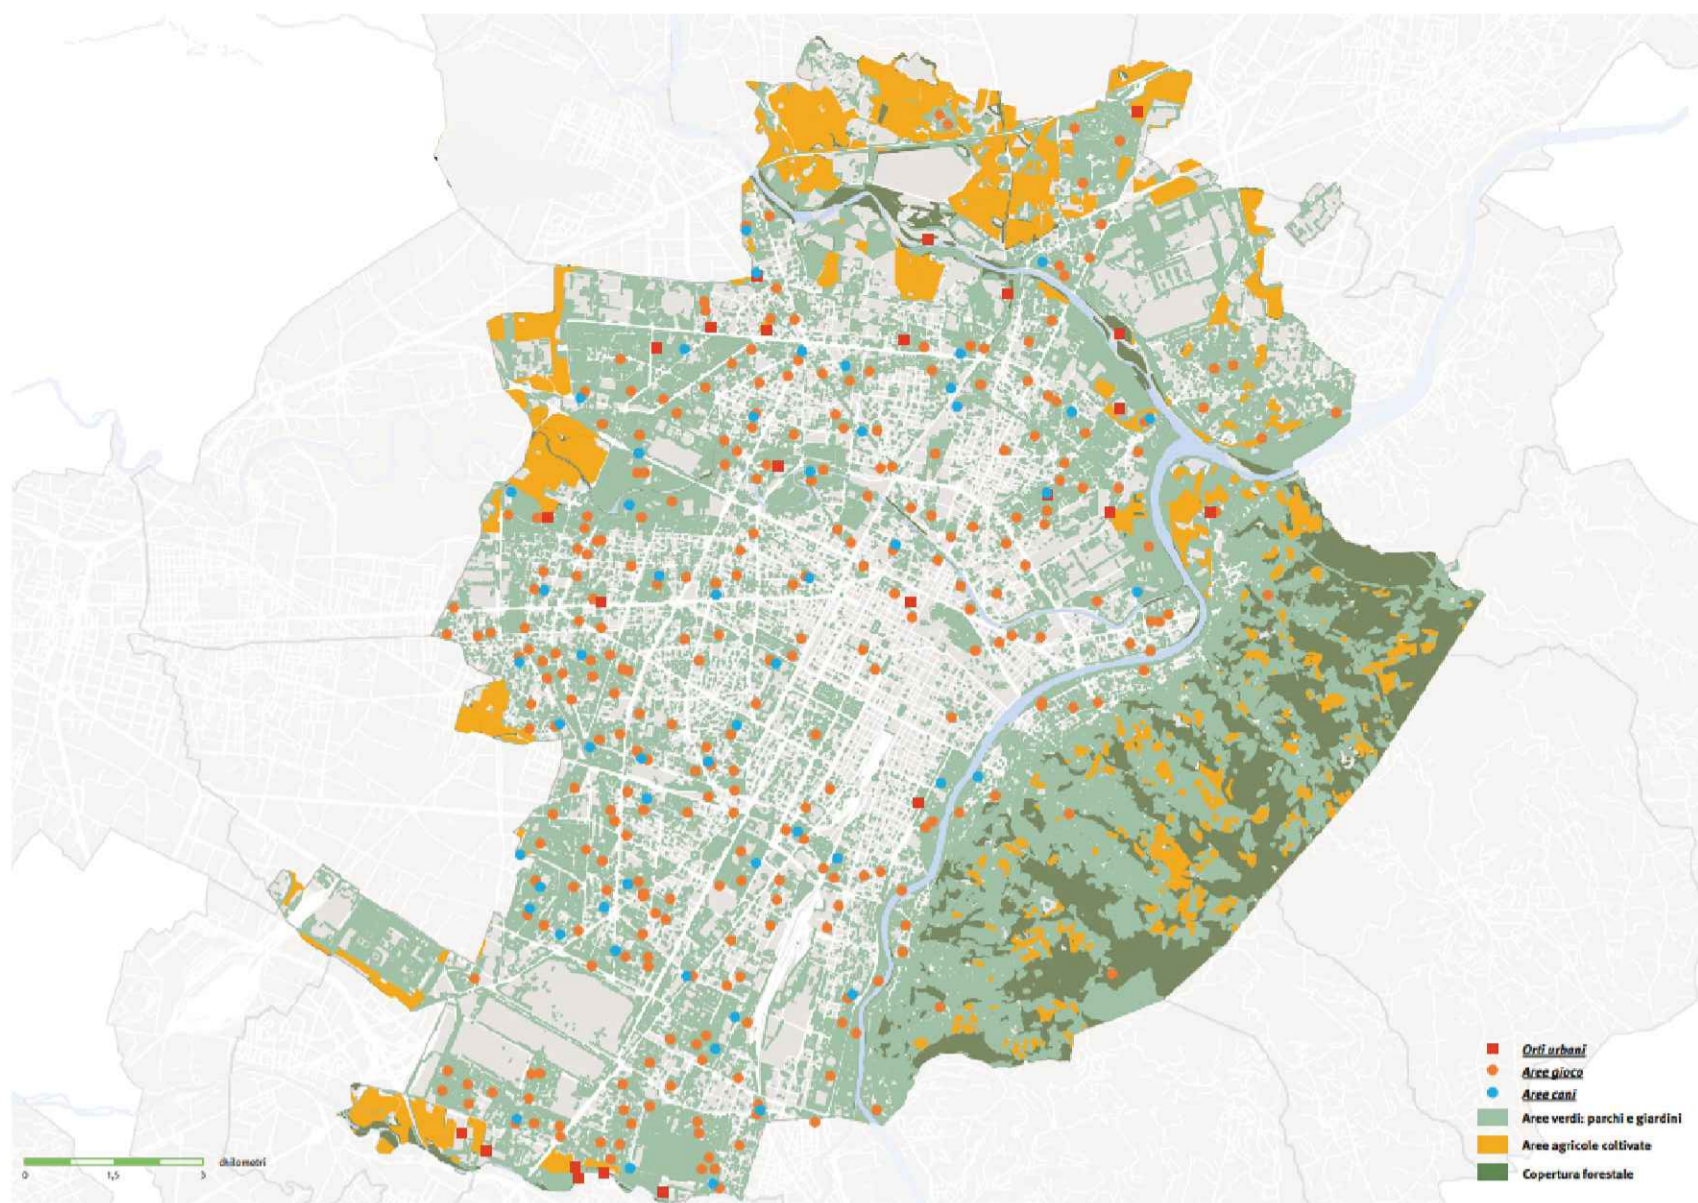 Orti urbani
Aree gioco
Aree cani
Aree verdi: parchi e giardini
Aree agricole coltivate
Copertura forestale
chilometri
0 1,5 3